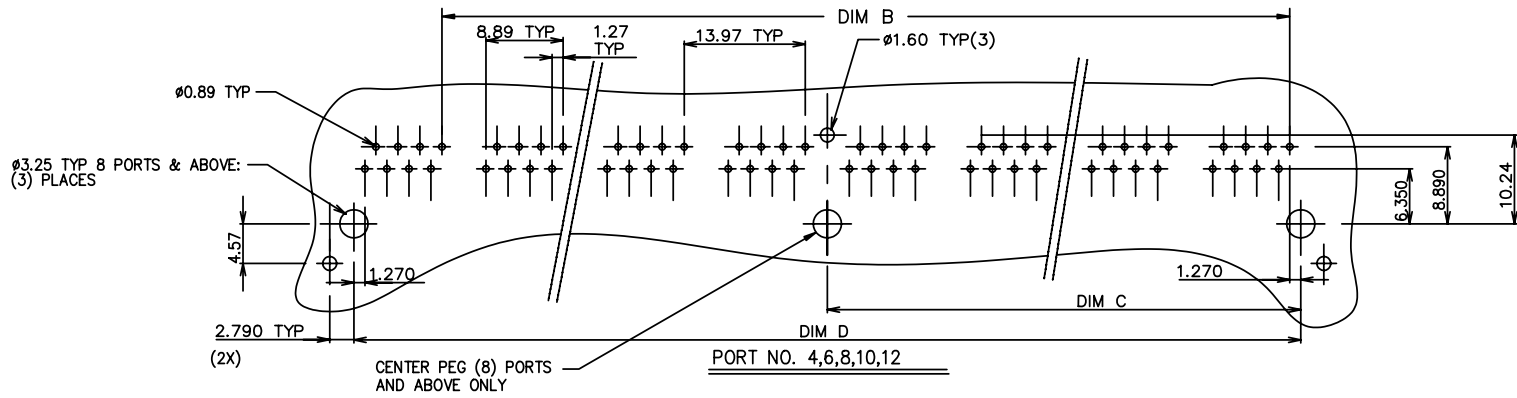 DIM B
8.89 TYP
1.27
TYP
13.97 TYP
ø1.60 TYP(3)
ø0.89 TYP
ø3.25 TYP 8 PORTS & ABOVE:
(3) PLACES
4.57
1.270
6.350
8.890
10.24
1.270
DIM C
2.790 TYP
(2X)
DIM D
CENTER PEG (8) PORTS
AND ABOVE ONLY
PORT NO. 4,6,8,10,12